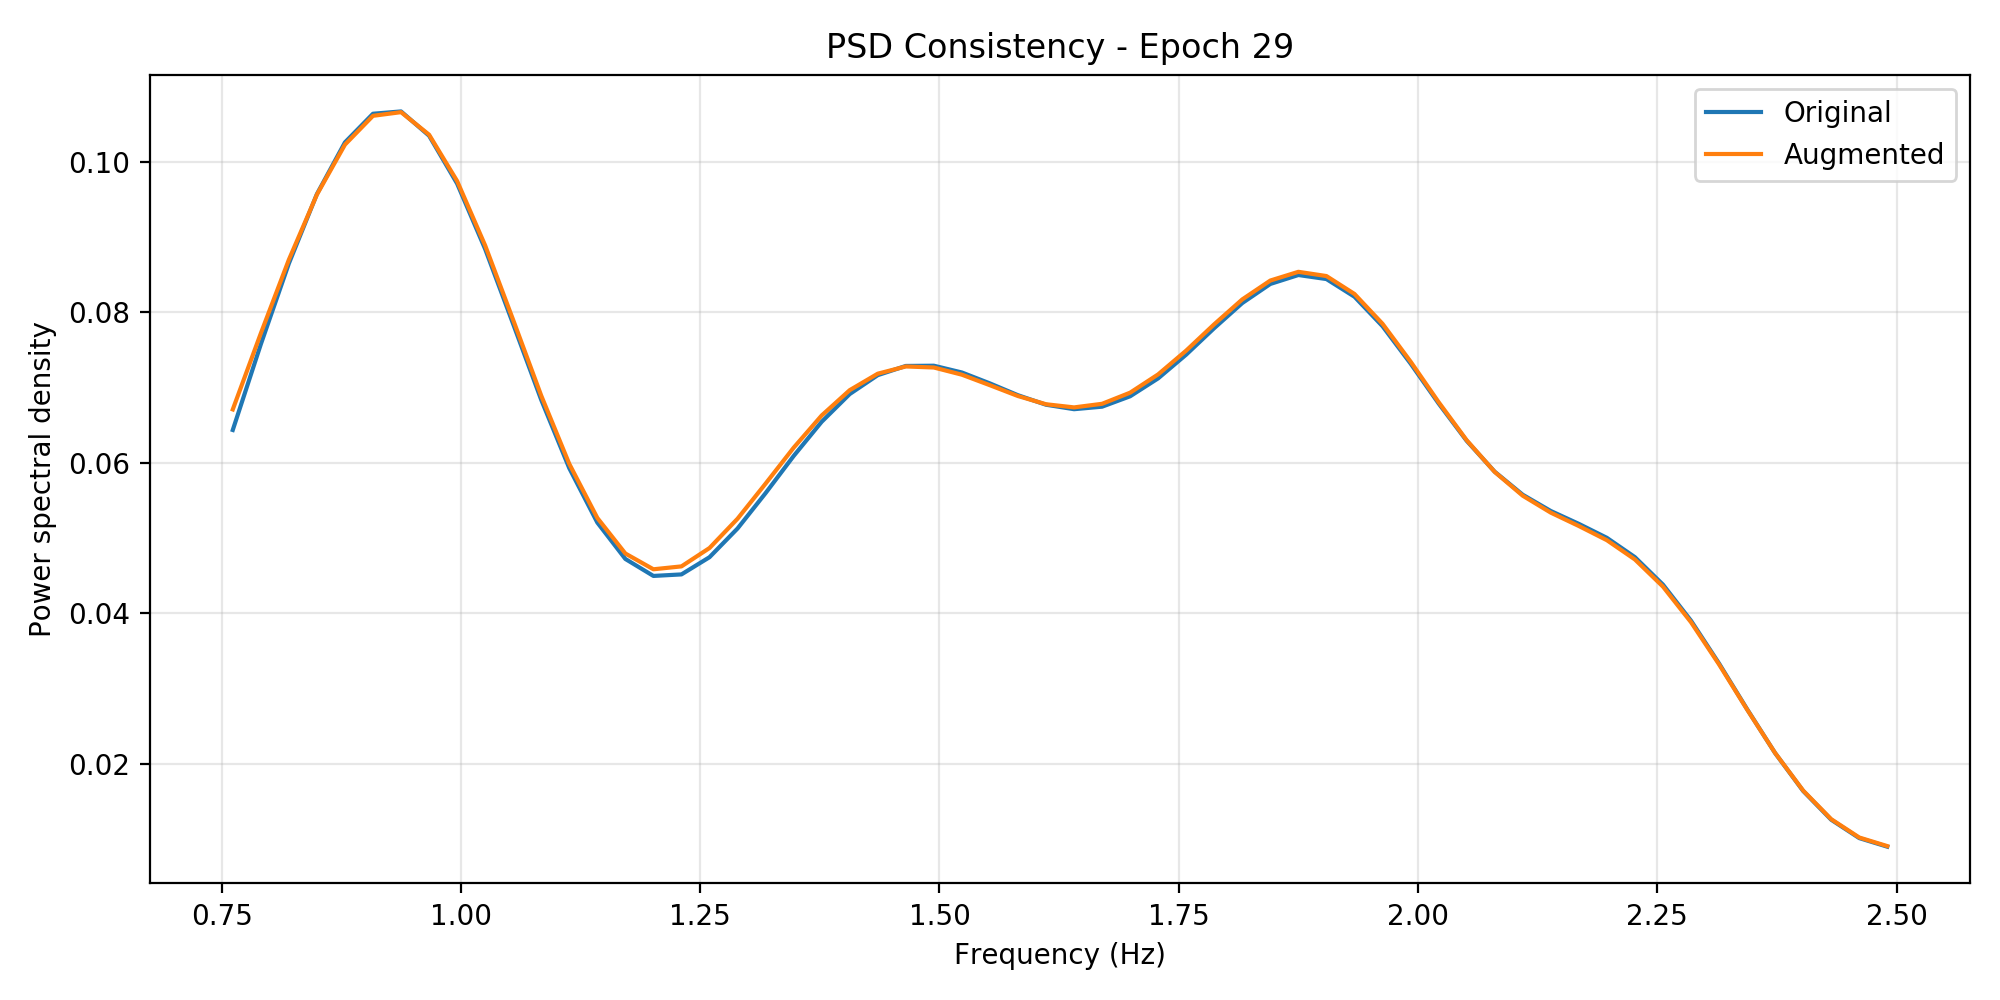 PSD Consistency - Epoch 29
Original
Augmented
Power spectral density
0.10
0.08
0.06
0.04
0.02
0.75 1.00 1.25 1.50 1.75 2.00 2.25 2.50
Frequency (Hz)